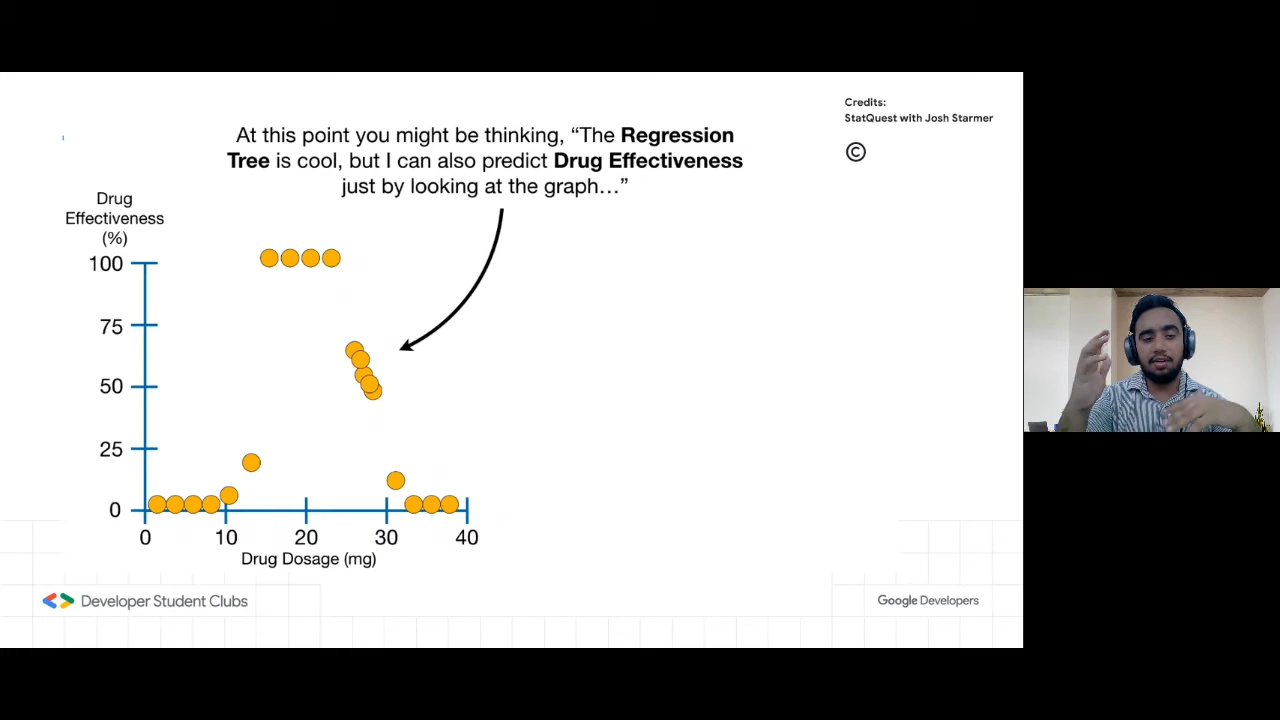 Credits:
StatQuest with Josh Starmer
©
At this point you might be thinking, “The Regression
Tree is cool, but I can also predict Drug Effectiveness
just by looking at the graph…”
Drug
Effectiveness
(%)
100
75
50
25
0
0 10 20 30 40
Drug Dosage (mg)
Developer Student Clubs
Google Developers